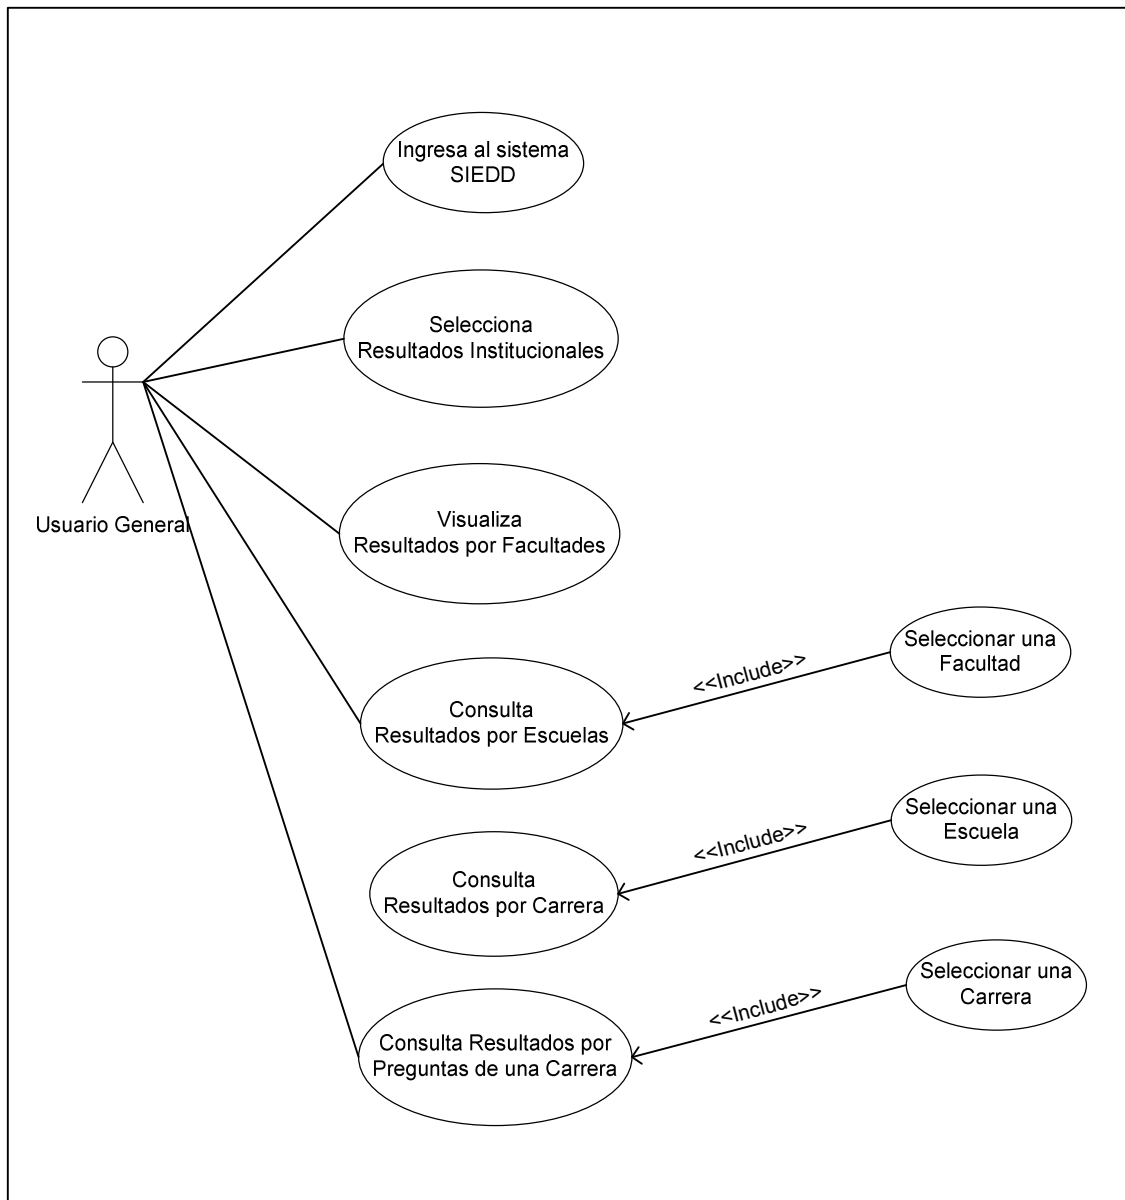 Ingresa al sistema
SIEDD
Selecciona
Resultados Institucionales
Usuario General
Visualiza
Resultados por Facultades
Consulta
Resultados por Escuelas
<<Include>>
Seleccionar una
Facultad
Consulta
Resultados por Carrera
<<Include>>
Seleccionar una
Escuela
Consulta Resultados por
Preguntas de una Carrera
<<Include>>
Seleccionar una
Carrera